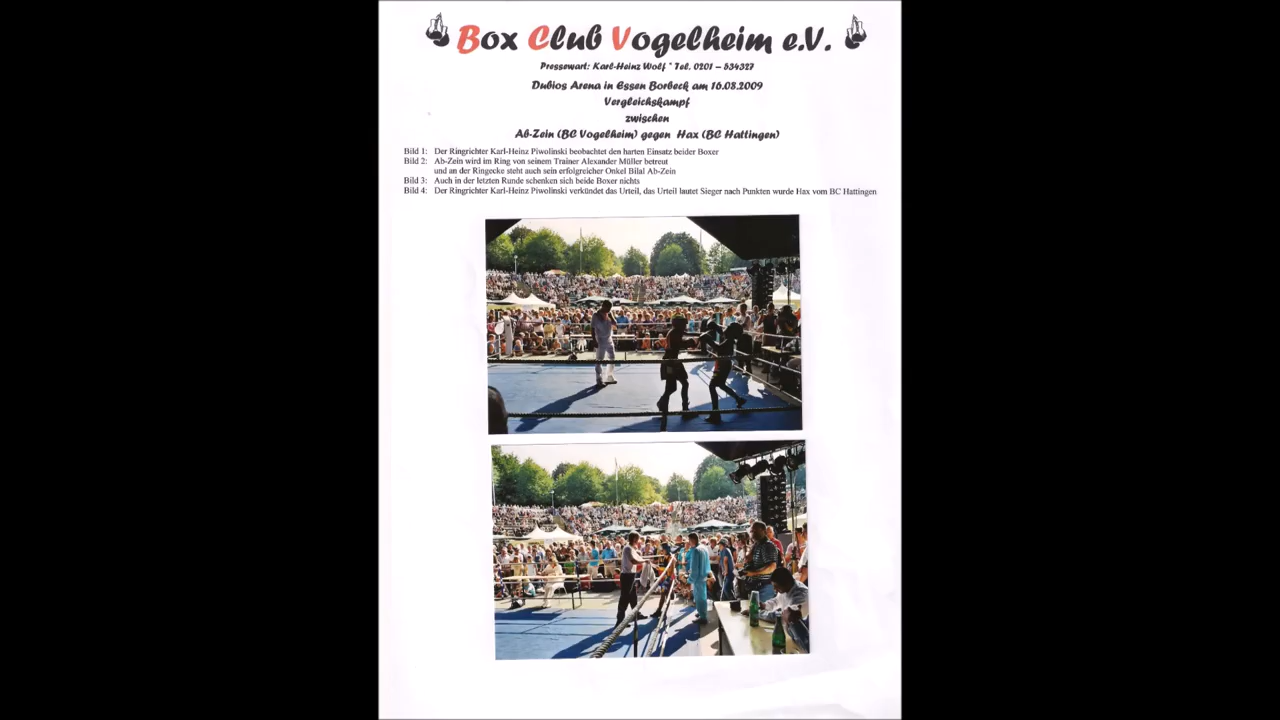 Box Club Vogelheim e.V.
Pressewart: Karl-Heinz Wolf * Tel. 0201 – 534327
Dubios Arena in Essen Borbeck am 16.08.2009
Vergleichskampf
zwischen
Ab-Zein (BC Vogelheim) gegen Hax (BC Hattingen)
Bild 1: Der Ringrichter Karl-Heinz Piwolinski beobachtet den harten Einsatz beider Boxer
Bild 2: Ab-Zein wird im Ring von seinem Trainer Alexander Müller betreut
und an der Ringecke steht auch sein erfolgreicher Onkel Bilal Ab-Zein
Bild 3: Auch in der letzten Runde schenken sich beide Boxer nichts
Bild 4: Der Ringrichter Karl-Heinz Piwolinski verkündet das Urteil, das Urteil lautet Sieger nach Punkten wurde Hax vom BC Hattingen